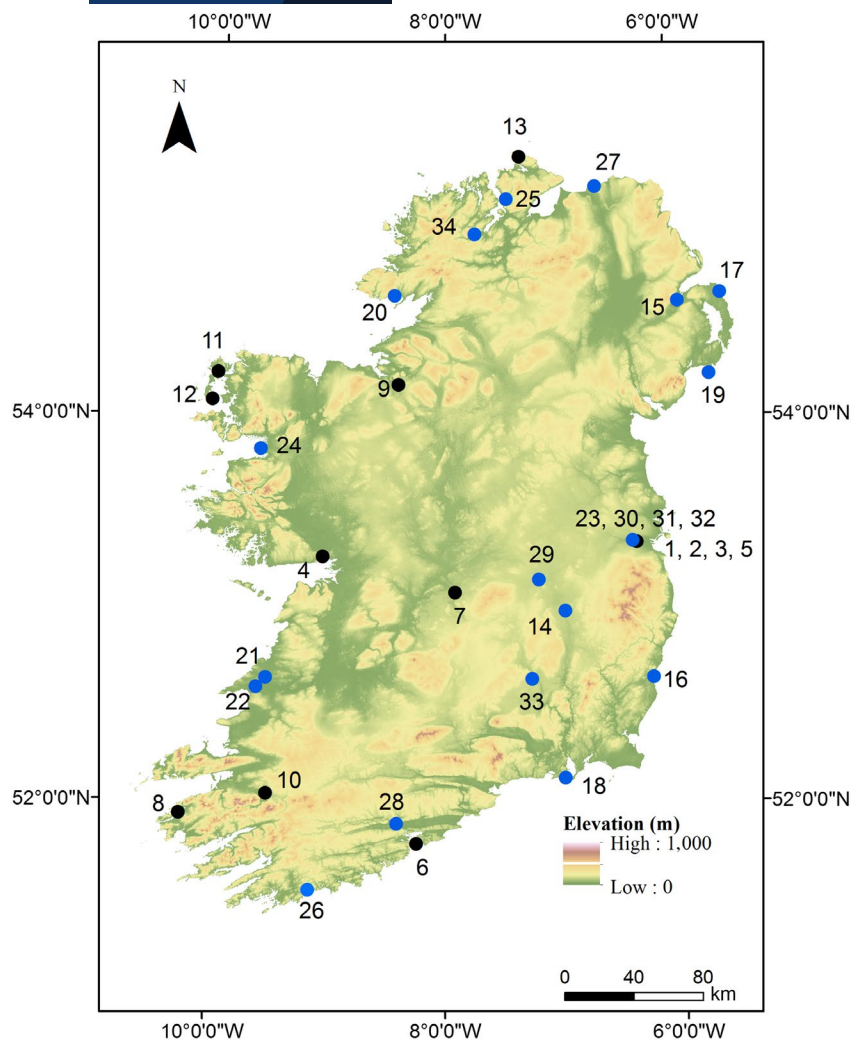 10°0'0"W 8°0'0"W 6°0'0"W
N
13
27
25
34
17
20
15
11
12
9
19
54°0'0"N 54°0'0"N
24
23, 30, 31, 32
1, 2, 3, 5
29
4
7
14
21
22
16
33
10
8
28
18
52°0'0"N 52°0'0"N
6
26
Elevation (m)
High : 1,000
Low : 0
0 40 80
km
10°0'0"W 8°0'0"W 6°0'0"W